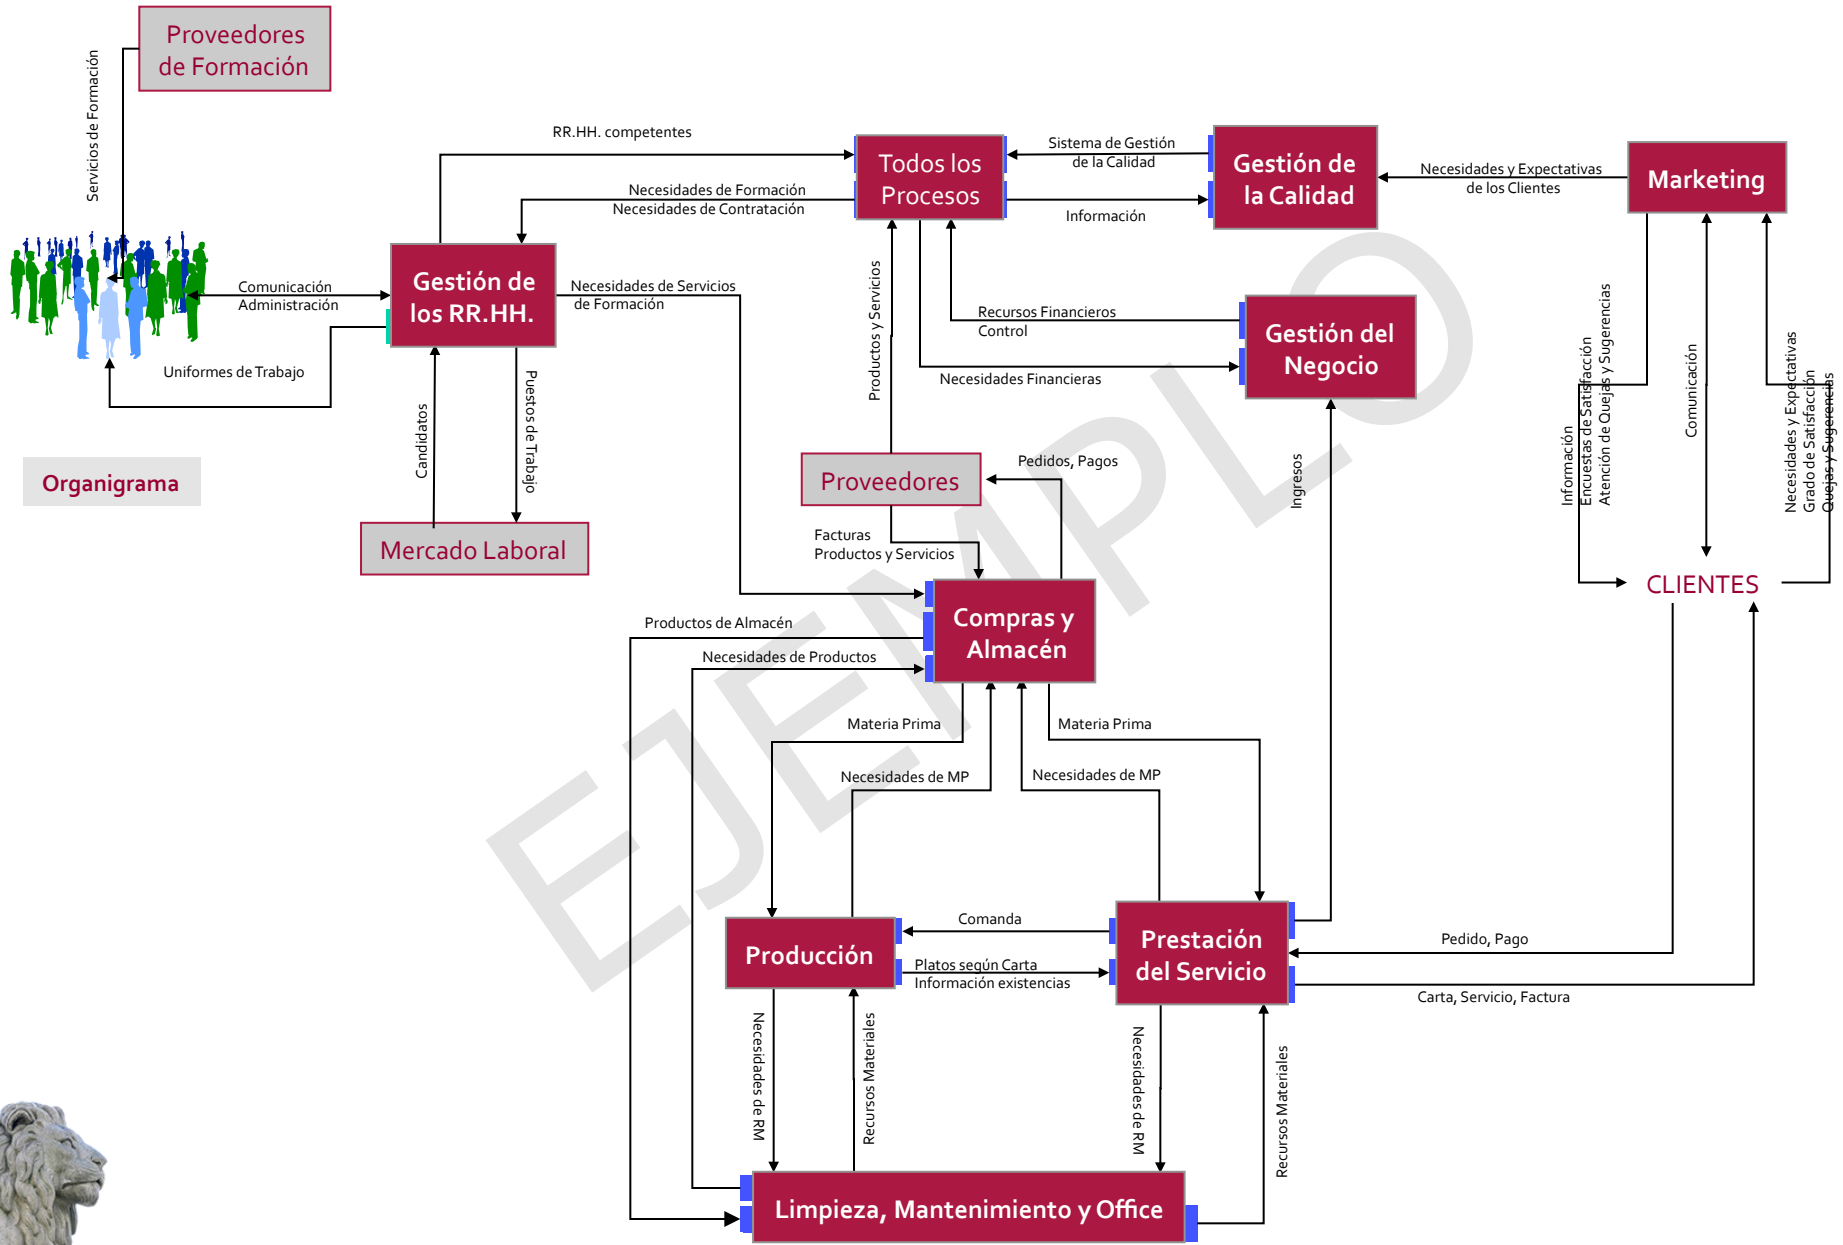 Proveedores
de Formación
Servicios de Formación
RR.HH. competentes
Todos los
Procesos
Sistema de Gestión
de la Calidad
Gestión de
la Calidad
Necesidades y Expectativas
de los Clientes
Marketing
Necesidades de Formación
Necesidades de Contratación
Información
Comunicación
Administración
Gestión de
los RR.HH.
Necesidades de Servicios
de Formación
Productos y Servicios
Recursos Financieros
Control
Gestión del
Negocio
Necesidades Financieras
Uniformes de Trabajo
Candidatos
Puestos de Trabajo
Información
Encuestas de Satisfacción
Atención de Quejas y Sugerencias
Comunicación
Necesidades y Expectativas
Grado de Satisfacción
Quejas y Sugerencias
Organigrama
Proveedores
Pedidos, Pagos
Ingresos
Mercado Laboral
Facturas
Productos y Servicios
CLIENTES
Compras y
Almacén
Productos de Almacén
Necesidades de Productos
Materia Prima
Materia Prima
Necesidades de MP
Necesidades de MP
EJEMPLO
Producción
Comanda
Platos según Carta
Información existencias
Prestación
del Servicio
Pedido, Pago
Carta, Servicio, Factura
Necesidades de RM
Recursos Materiales
Necesidades de RM
Recursos Materiales
Limpieza, Mantenimiento y Office